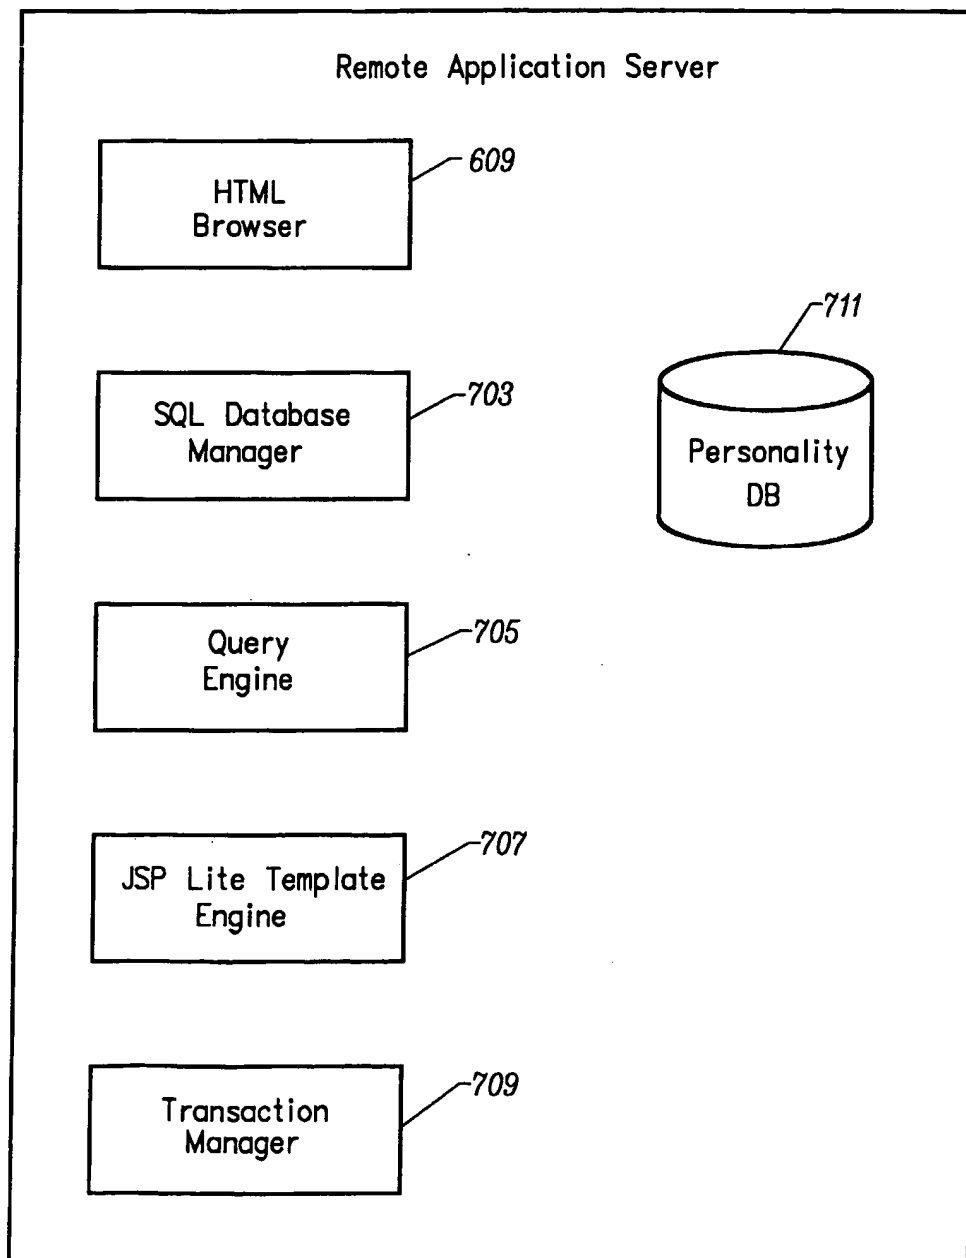 Remote Application Server
609
HTML
Browser
711
703
SQL Database
Manager
Personality
DB
705
Query
Engine
707
JSP Lite Template
Engine
709
Transaction
Manager